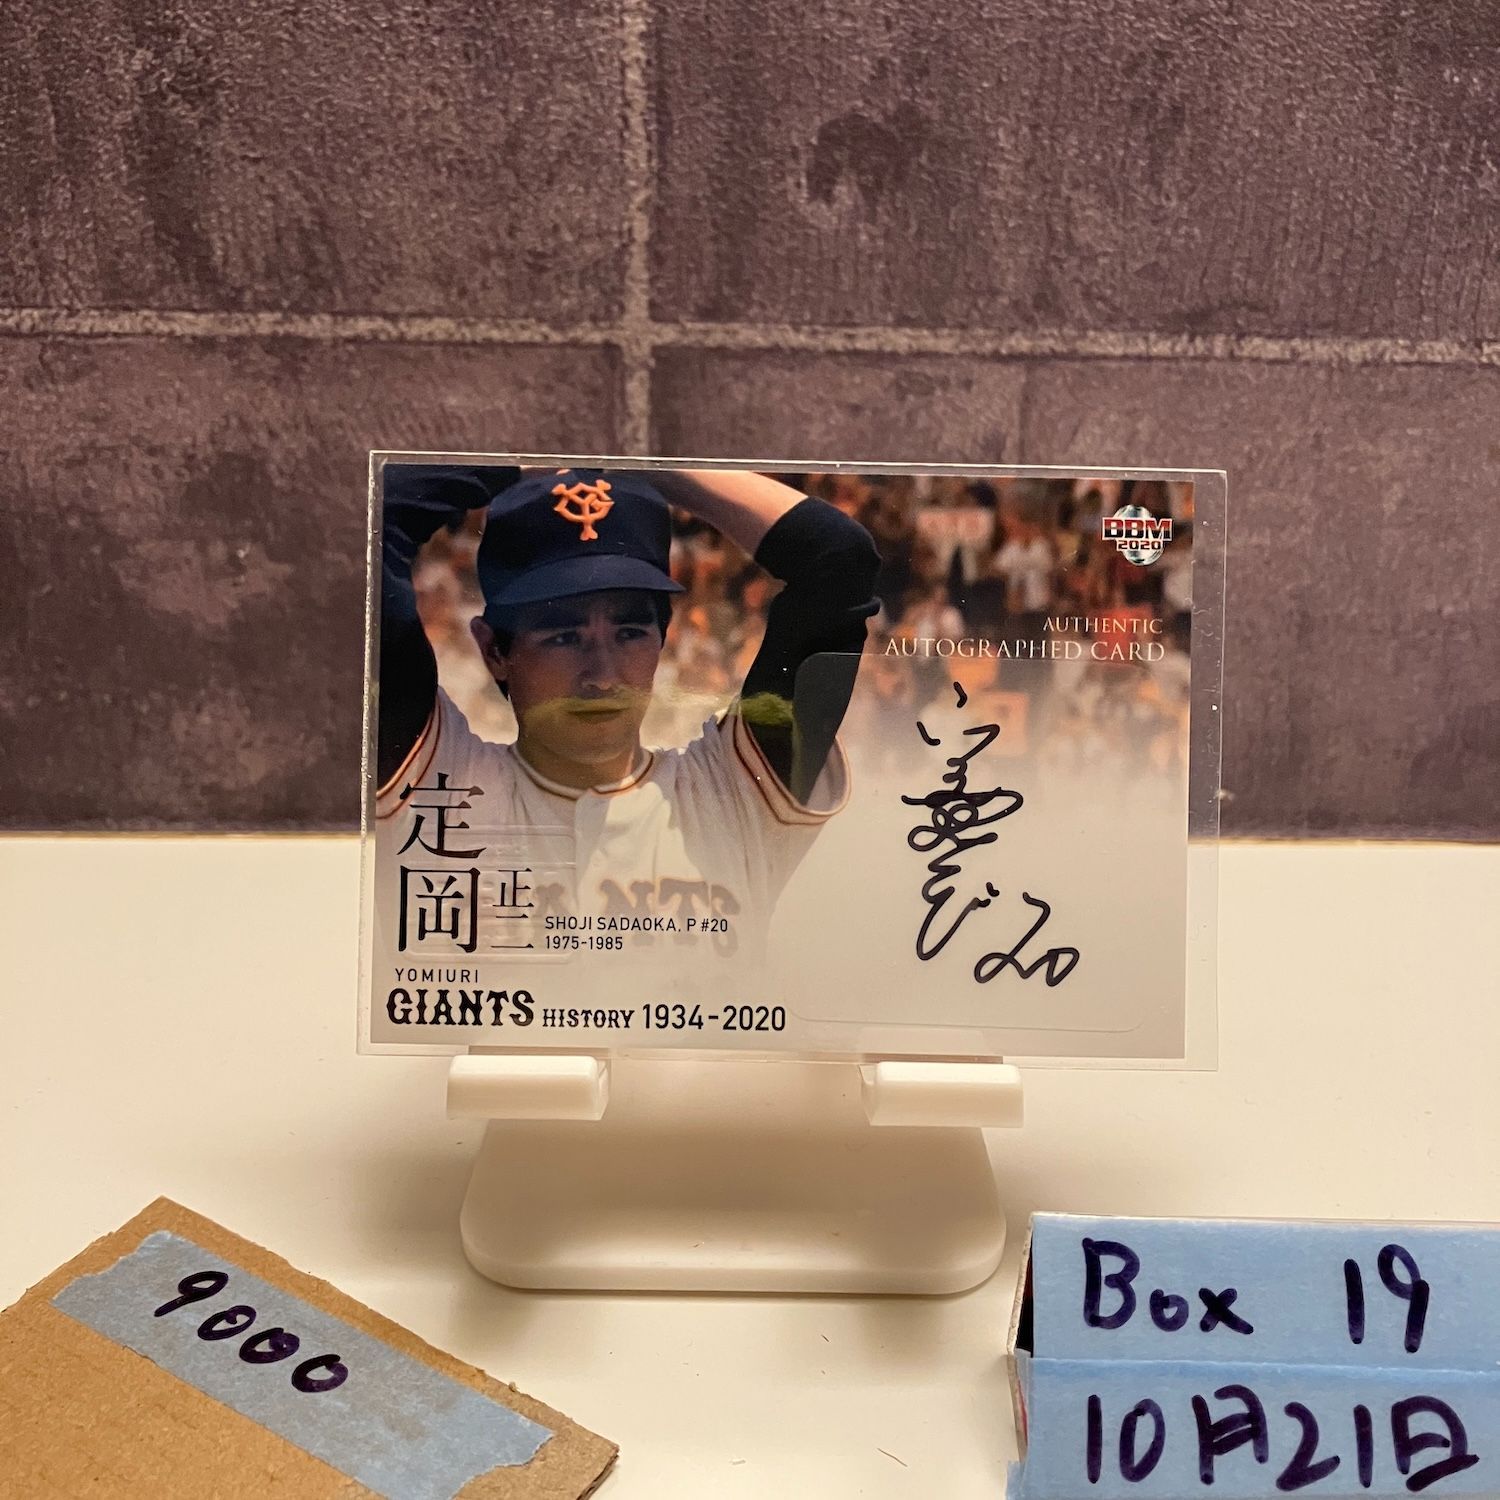 BBM
2020
AUTHENTIC
AUTOGRAPHED CARD
定岡
正二
SHOJI SADAOKA, P #20
1975-1985
YOMIURI
GIANTS HISTORY 1934-2020
20
9000
Box 19
10月21日